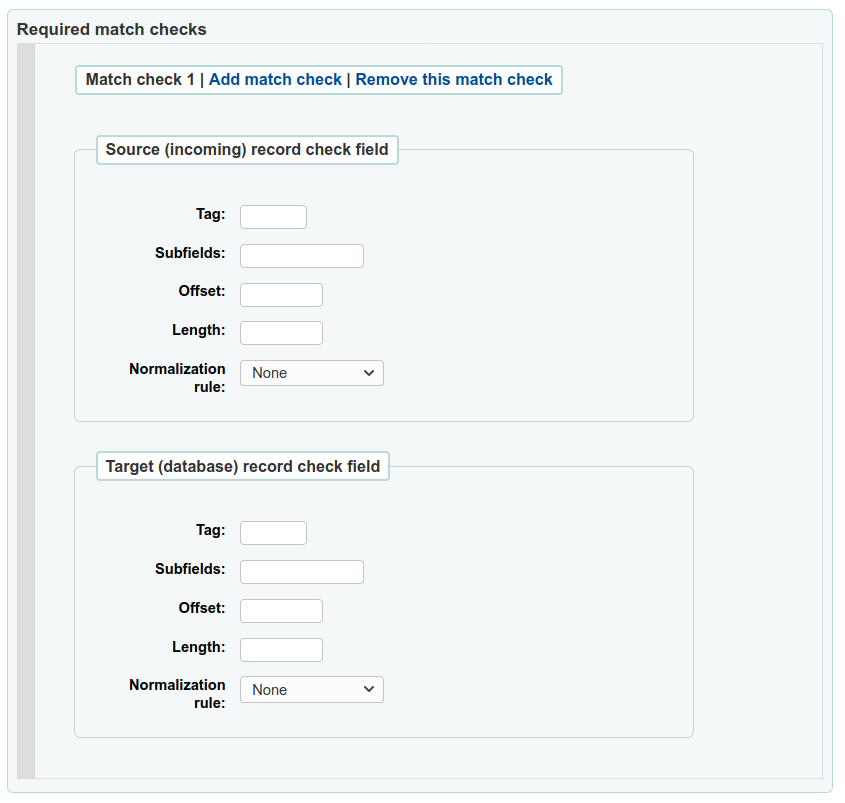 Required match checks
Match check 1 | Add match check | Remove this match check
Source (incoming) record check field
Tag:
Subfields:
Offset:
Length:
Normalization
rule:
None
Target (database) record check field
Tag:
Subfields:
Offset:
Length:
Normalization
rule:
None